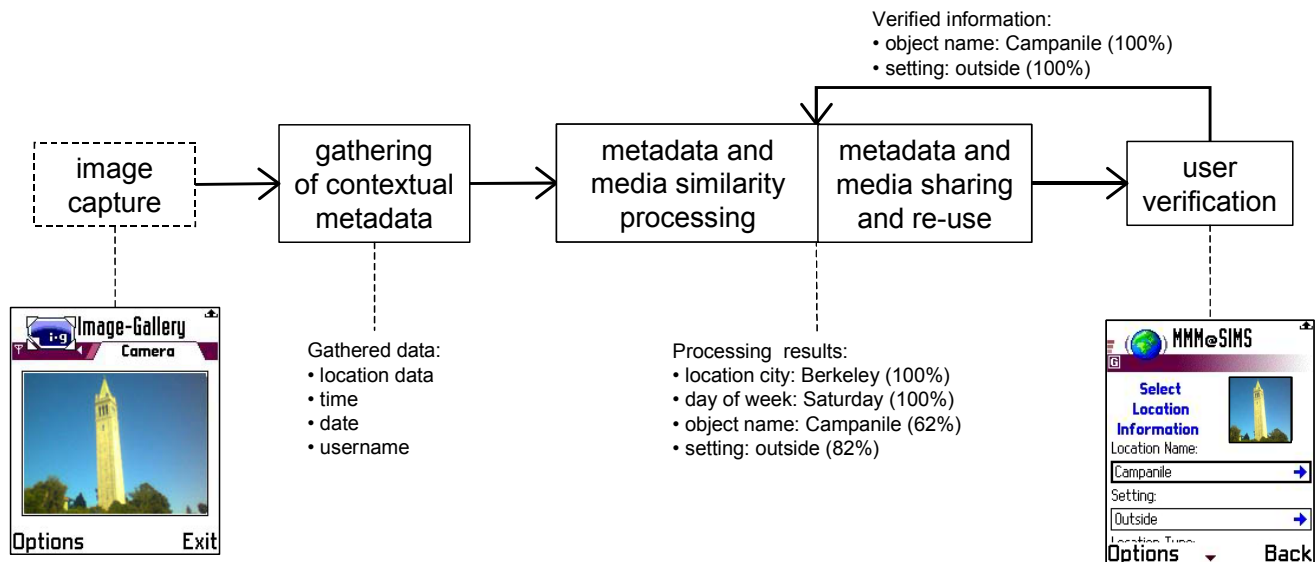 Verified information:
• object name: Campanile (100%)
• setting: outside (100%)
image
capture
gathering
of contextual
metadata
metadata and
media similarity
processing
metadata and
media sharing
and re-use
user
verification
Image-Gallery
i-g
Camera
Options Exit
Gathered data:
• location data
• time
• date
• username
Processing results:
• location city: Berkeley (100%)
• day of week: Saturday (100%)
• object name: Campanile (62%)
• setting: outside (82%)
MMM@SIMS
G
Select
Location
Information
Location Name:
Campanile
Setting:
Outside
Location Type:
Options Back